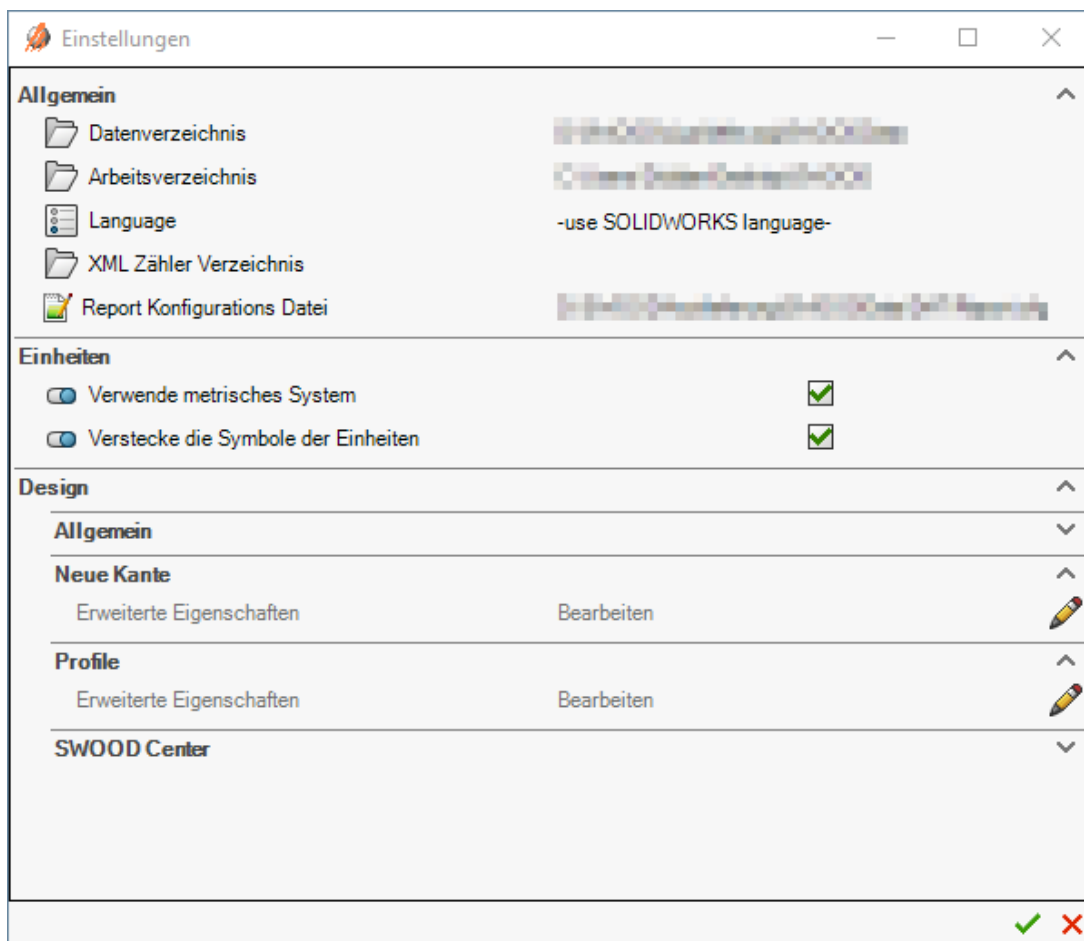 Einstellungen
Allgemein
Datenverzeichnis
Arbeitsverzeichnis
Language -use SOLIDWORKS language-
XML Zähler Verzeichnis
Report Konfigurations Datei
Einheiten
Verwende metrisches System
Verstecke die Symbole der Einheiten
Design
Allgemein
Neue Kante
Erweiterte Eigenschaften Bearbeiten
Profile
Erweiterte Eigenschaften Bearbeiten
SWOOD Center